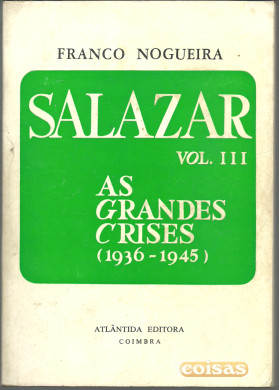 FRANCO NOGUEIRA
SALAZAR
VOL. III
AS
GRANDES
CRISES
(1936-1945)
ATLÂNTIDA EDITORA
COIMBRA
coisas